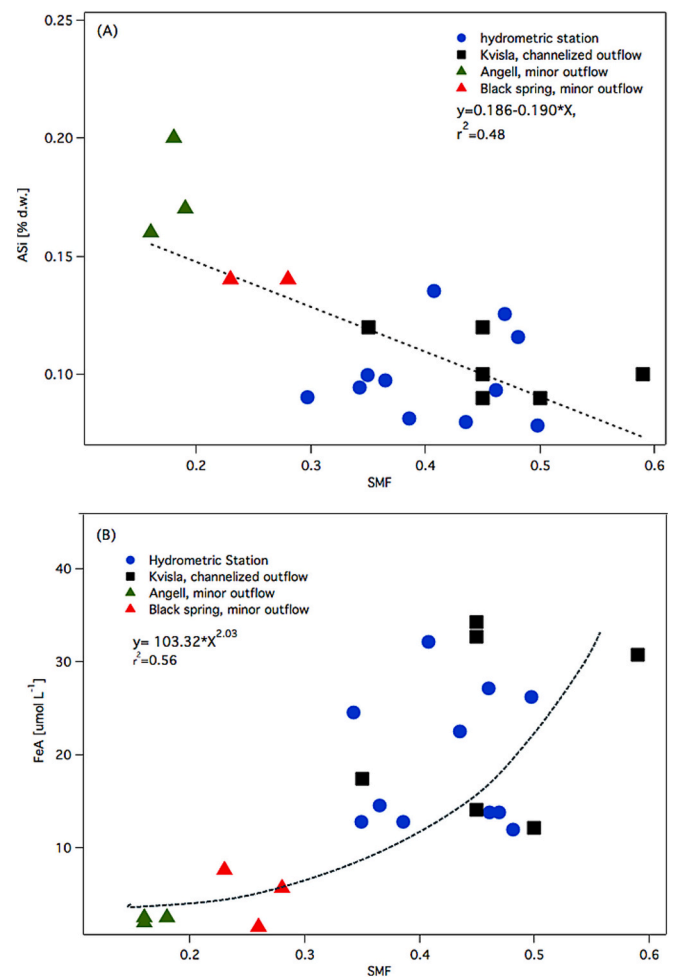 (A)
hydrometric station
Kvisla, channelized outflow
Angell, minor outflow
Black spring, minor outflow
y=0.186-0.190*X,
r²=0.48
0.25
0.20
0.15
0.10
ASi [% d.w.]
0.2 0.3 0.4 0.5 0.6
SMF
(B)
Hydrometric Station
Kvisla, channelized outflow
Angell, minor outflow
Black spring, minor outflow
y= 103.32*X^2.03
r²=0.56
40
30
20
10
FeA [umol L⁻¹]
0.2 0.3 0.4 0.5 0.6
SMF